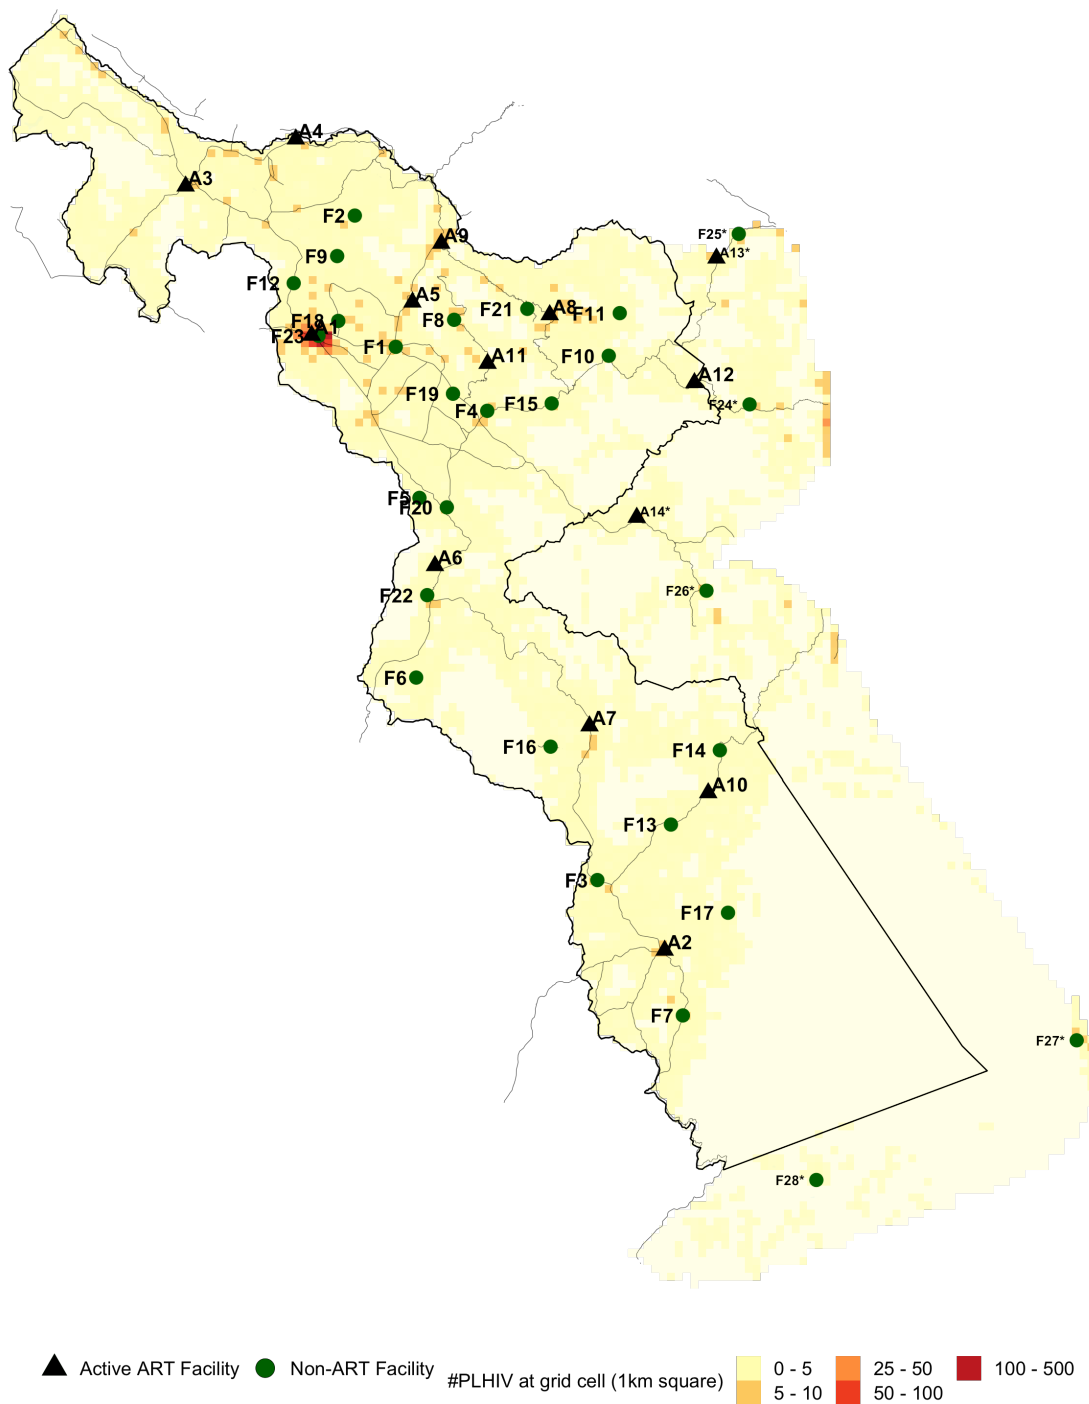 A4
A3
F2
F25*
A9
A13*
F9
F12
A5
F21
A8
F11
F18
F8
A1
F23
F1
A11
F10
A12
F19
F4
F15
F24*
F5
F20
A14*
A6
F22
F26*
F6
A7
F16
F14
A10
F13
F3
F17
A2
F7
F27*
F28*
Active ART Facility
Non-ART Facility
#PLHIV at grid cell (1km square)
0 - 5
25 - 50
100 - 500
5 - 10
50 - 100